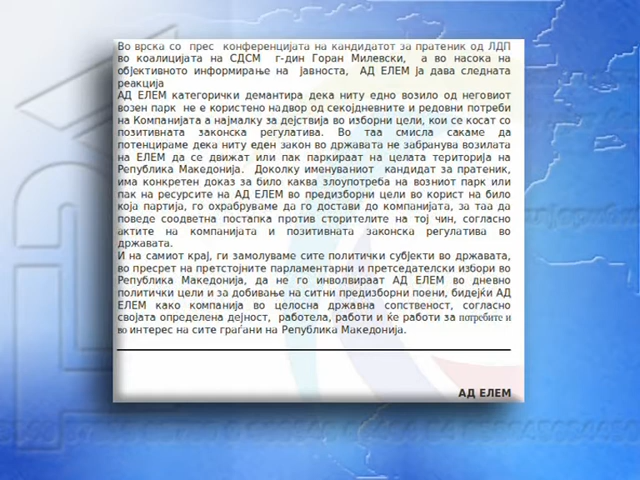 Во врска со прес конференцијата на кандидатот за пратеник од ЛДП
во коалицијата на СДСМ г-дин Горан Милевски, а во насока на
објективното информирање на јавноста, АД ЕЛЕМ ја дава следната
реакција
АД ЕЛЕМ категорички демантира дека ниту едно возило од неговиот
возен парк не е користено надвор од секојдневните и редовни потреби
на Компанијата а најмалку за дејствија во изборни цели, кои се косат со
позитивната законска регулатива. Во таа смисла сакаме да
потенцираме дека ниту еден закон во државата не забранува возилата
на ЕЛЕМ да се движат или пак паркираат на целата територија на
Република Македонија. Доколку именуваниот кандидат за пратеник,
има конкретен доказ за било каква злоупотреба на возниот парк или
пак на ресурсите на АД ЕЛЕМ во предизборни цели во корист на било
која партија, го охрабруваме да го достави до компанијата, за таа да
поведе соодветна постапка против сторителите на тој чин, согласно
актите на компанијата и позитивната законска регулатива во
државата.
И на самиот крај, ги замолуваме сите политички субјекти во државата,
во пресрет на претстојните парламентарни и претседателски избори во
Република Македонија, да не го инволвираат АД ЕЛЕМ во дневно
политички цели и за добивање на ситни предизборни поени, бидејќи АД
ЕЛЕМ како компанија во целосна државна сопственост, согласно
својата определена дејност, работела, работи и ќе работи за потребите и
во интерес на сите граѓани на Република Македонија.
АД ЕЛЕМ